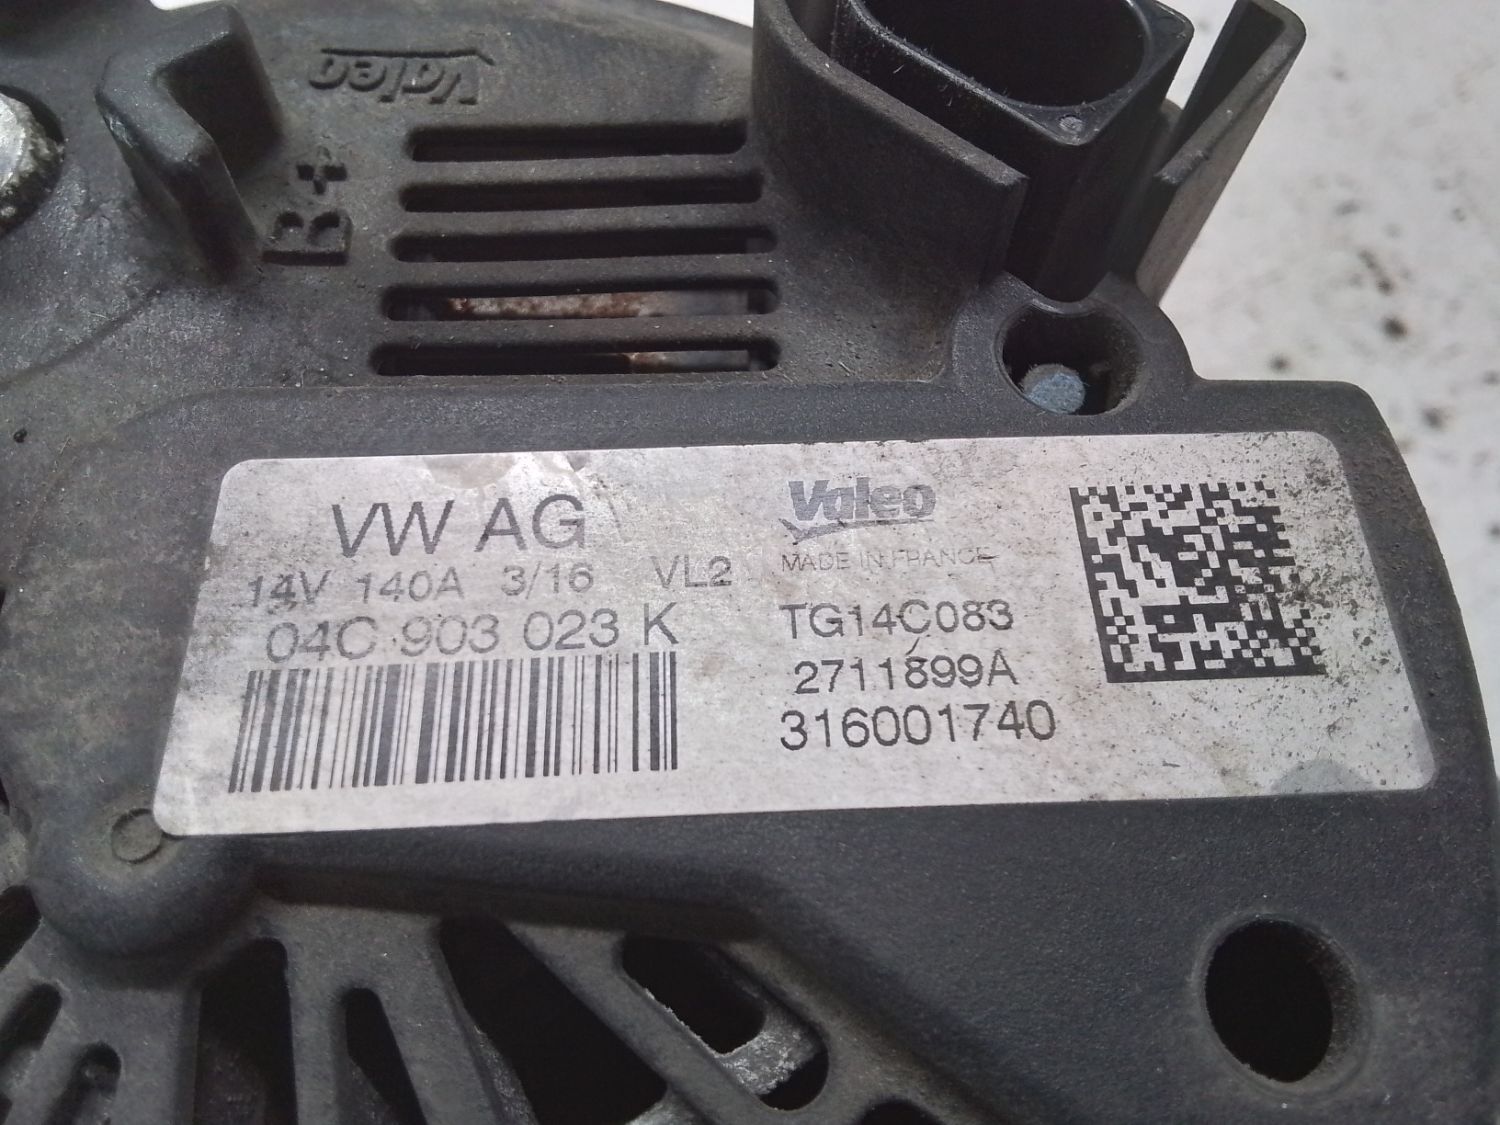 valeo
B+
VW AG
14V 140A 3/16 VL2
04C 903 023 K
Valeo
MADE IN FRANCE
TG14C083
2711899A
316001740